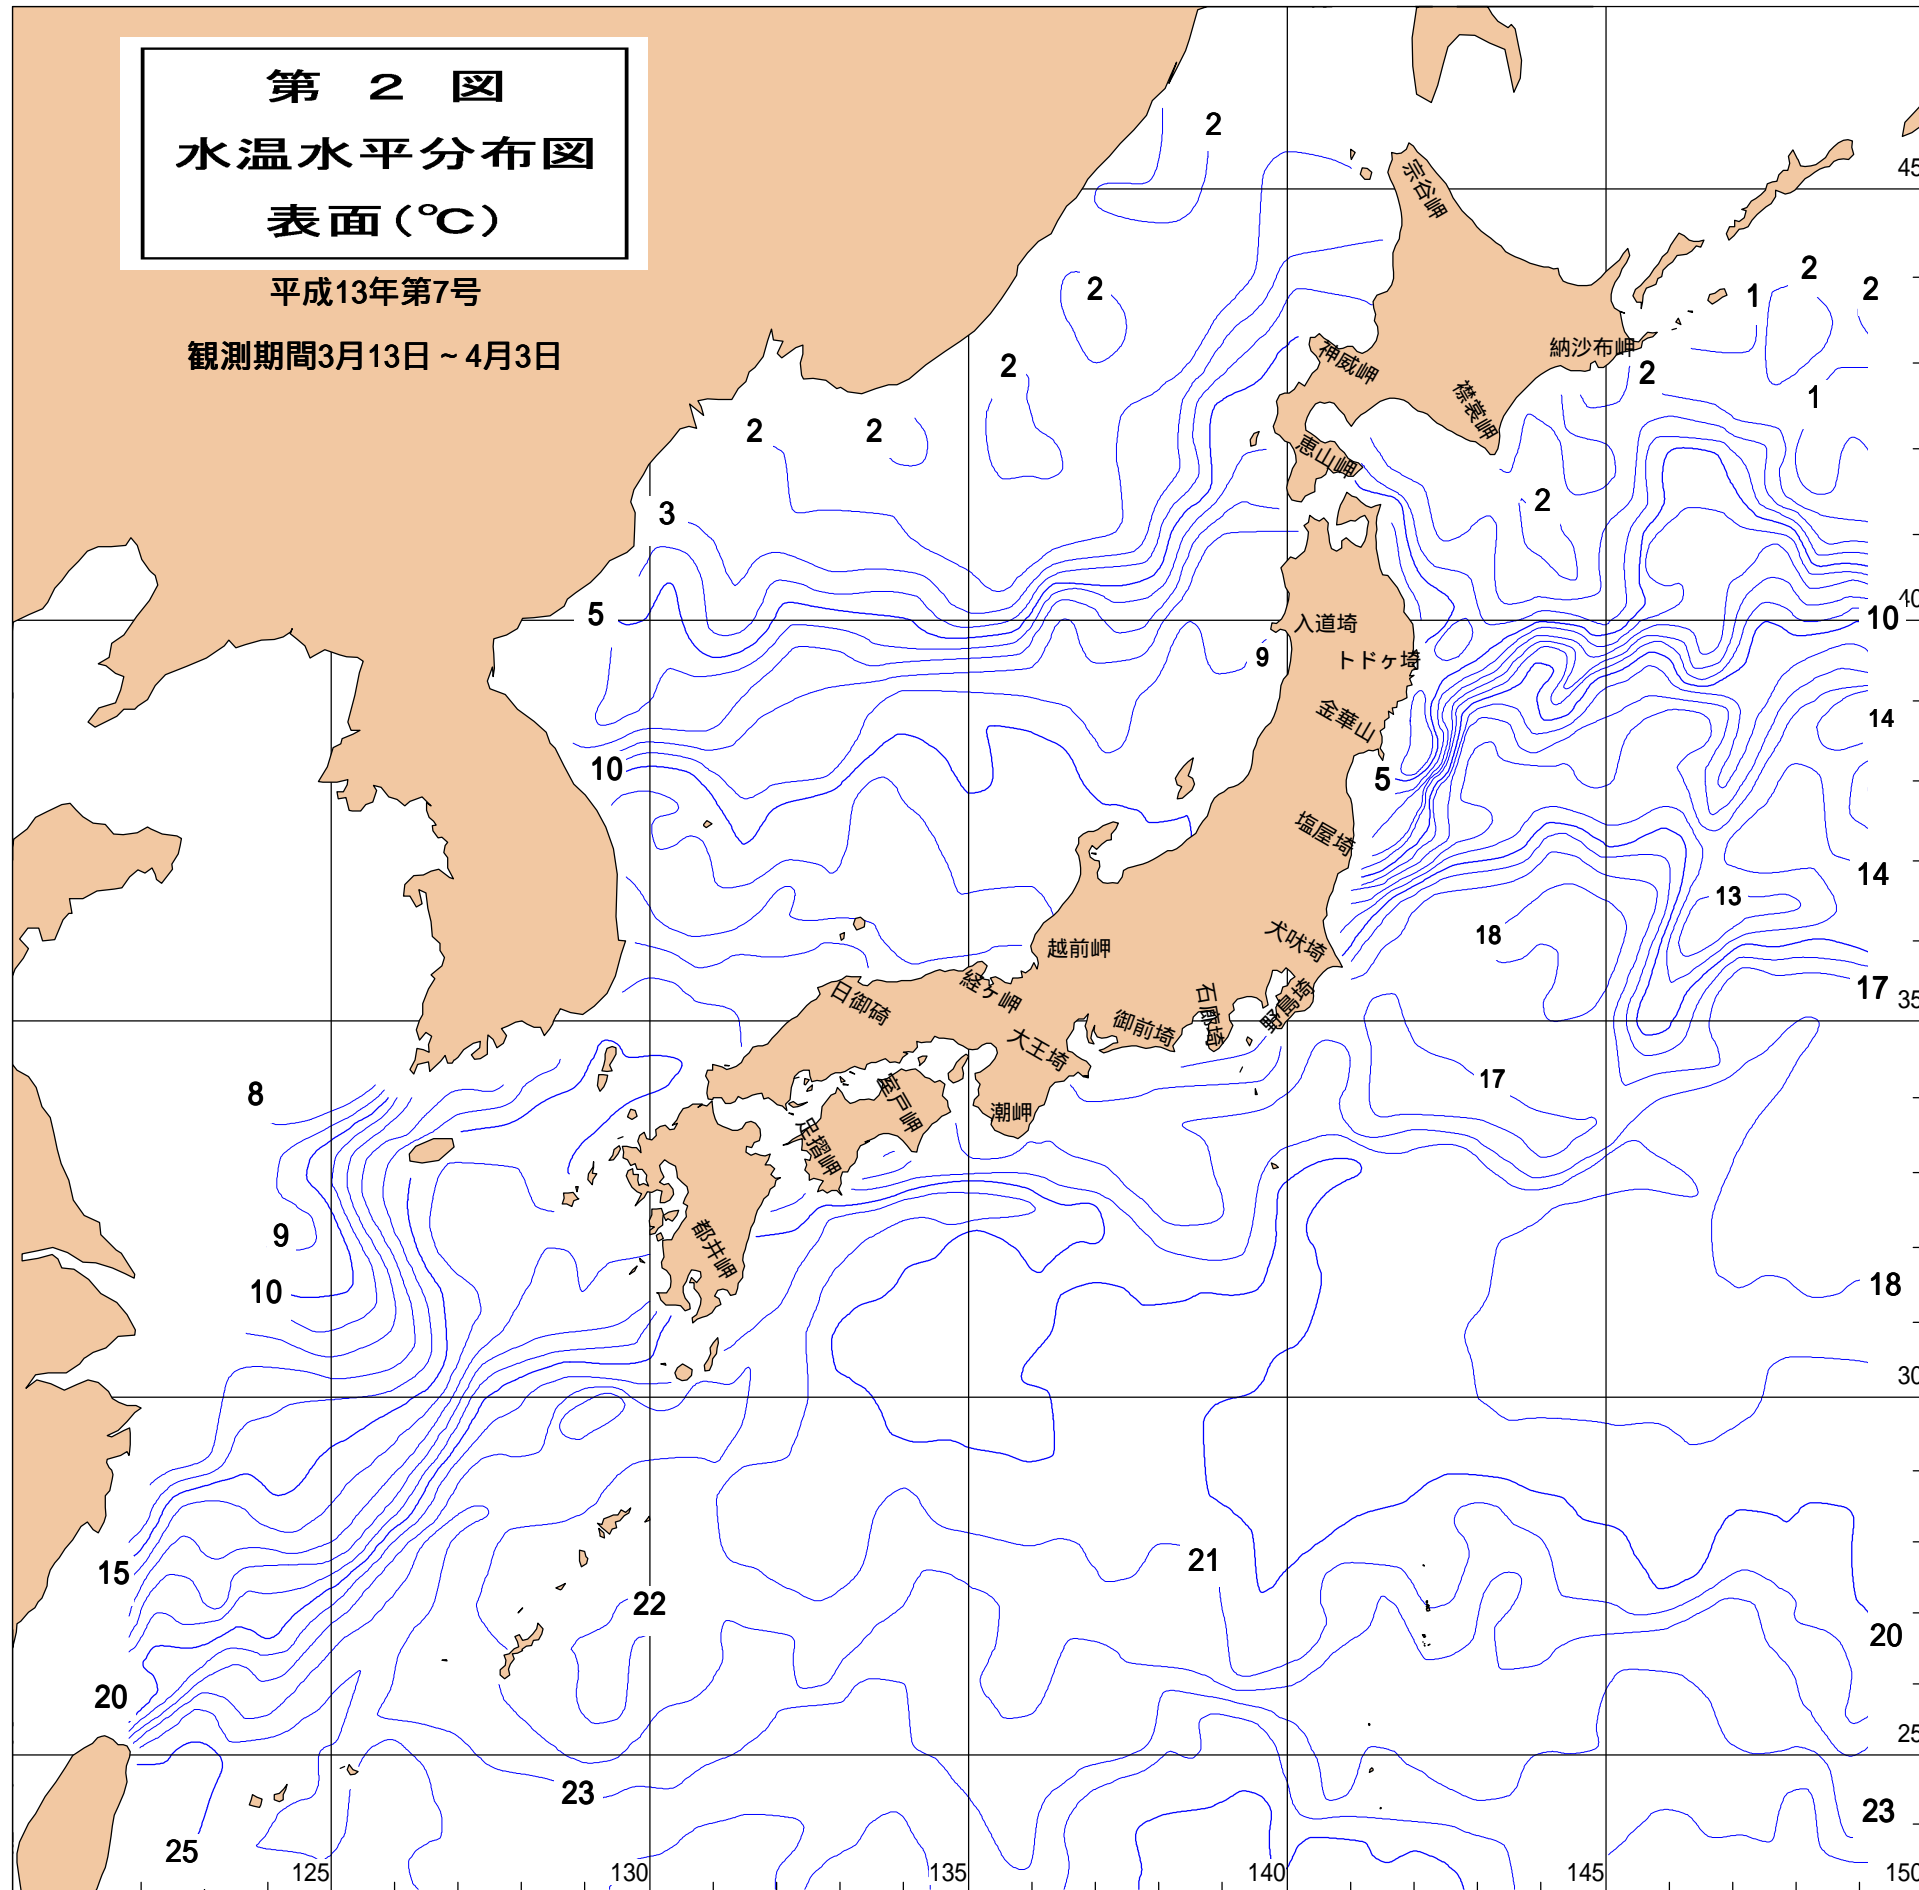 第 2 図
水温水平分布図
表面(℃)
平成13年第7号
観測期間3月13日~4月3日
2
45
宗谷岬
2
1
2
2
2
神威岬
納沙布岬
2
襟裳岬
1
2
2
恵山岬
2
3
5
40
10
入道埼
9
トドヶ埼
金華山
14
10
5
塩屋埼
14
13
18
犬吠埼
越前岬
経ヶ岬
日御碕
石廊埼
野島埼
17
35
御前埼
大王埼
17
8
室戸岬
潮岬
足摺岬
9
都井岬
10
18
30
15
21
22
20
20
25
23
23
25
125
130
135
140
145
150